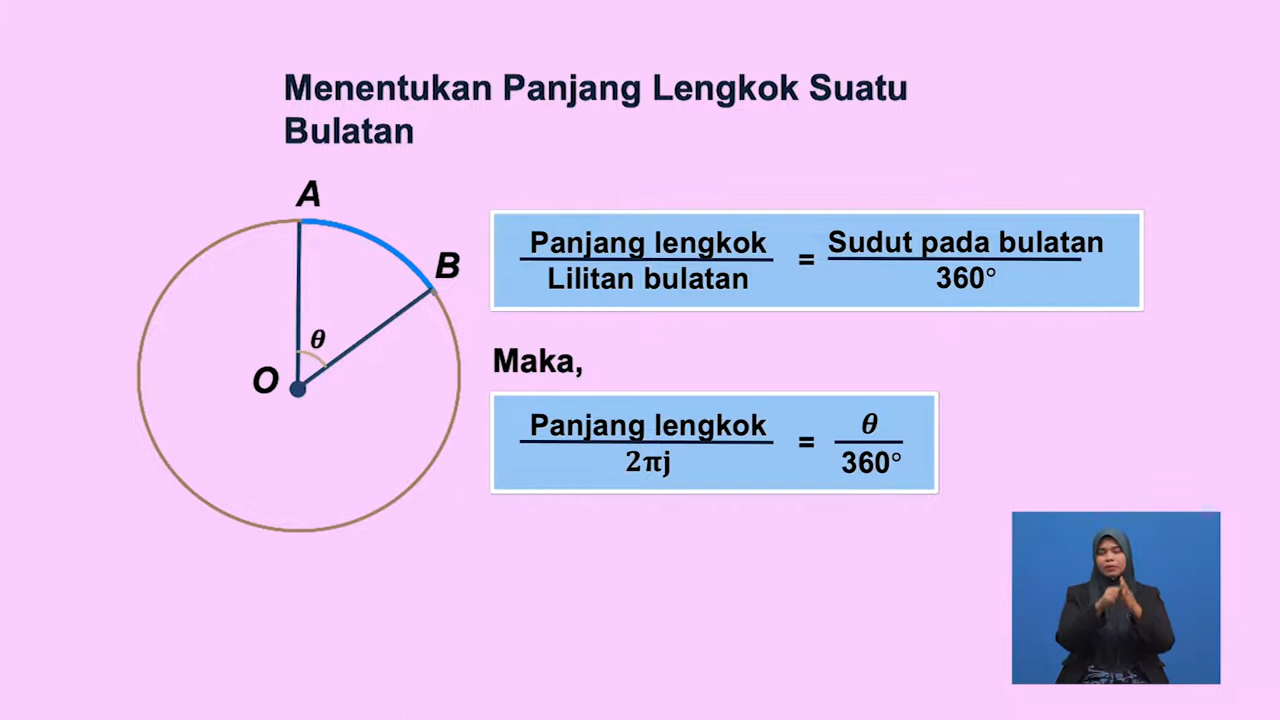 Menentukan Panjang Lengkok Suatu
Bulatan
A
B
θ
O
Panjang lengkok
Lilitan bulatan
=
Sudut pada bulatan
360°
Maka,
Panjang lengkok
2πj
=
θ
360°